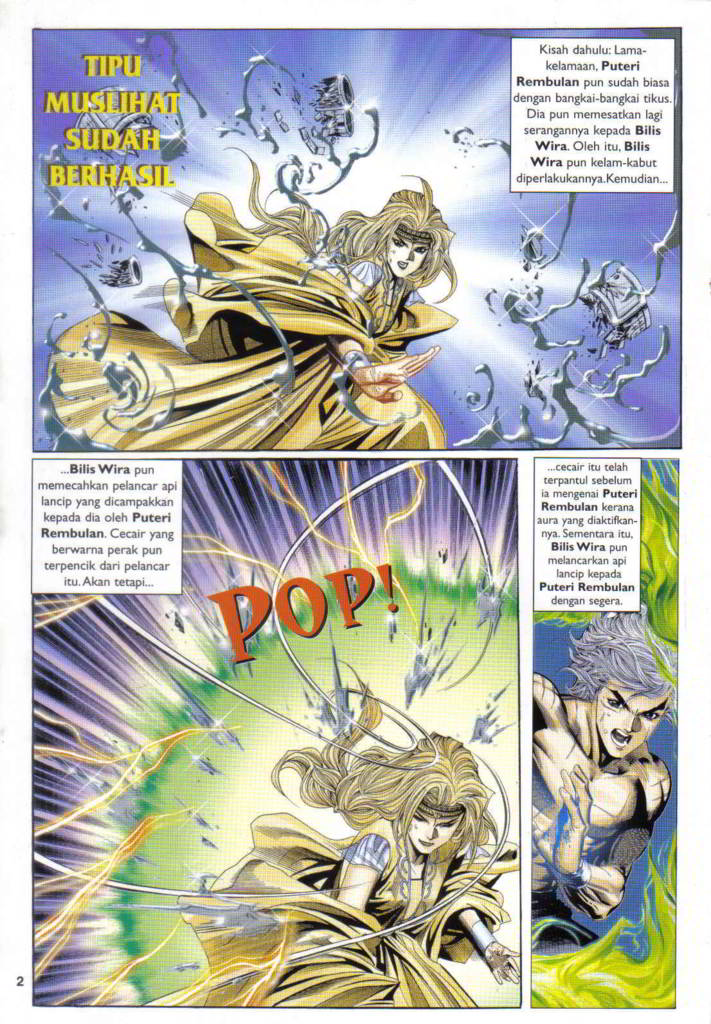 TIPU
MUSLIHAT
SUDAH
BERHASIL
Kisah dahulu: Lama-
kelamaan, Puteri
Rembulan pun sudah biasa
dengan bangkai-bangkai tikus.
Dia pun memesatkan lagi
serangannya kepada Bilis
Wira. Oleh itu, Bilis
Wira pun kelam-kabut
diperlakukannya.Kemudian...
...Bilis Wira pun
memecahkan pelancar api
lancip yang dicampakkan
kepada dia oleh Puteri
Rembulan. Cecair yang
berwarna perak pun
terpencik dari pelancar
itu. Akan tetapi...
POP!
...cecair itu telah
terpantul sebelum
ia mengenai Puteri
Rembulan kerana
aura yang diaktifkan-
nya. Sementara itu,
Bilis Wira pun
melancarkan api
lancip kepada
Puteri Rembulan
dengan segera.
2